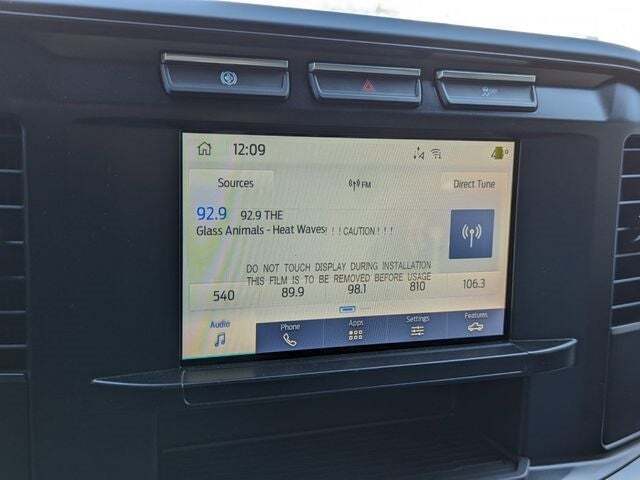 12:09
Sources
FM
Direct Tune
92.9 92.9 THE
Glass Animals - Heat Waves
! ! ! CAUTION ! ! !
DO NOT TOUCH DISPLAY DURING INSTALLATION
THIS FILM IS TO BE REMOVED BEFORE USAGE
540 89.9 98.1 810 106.3
Audio Phone Apps Settings Features